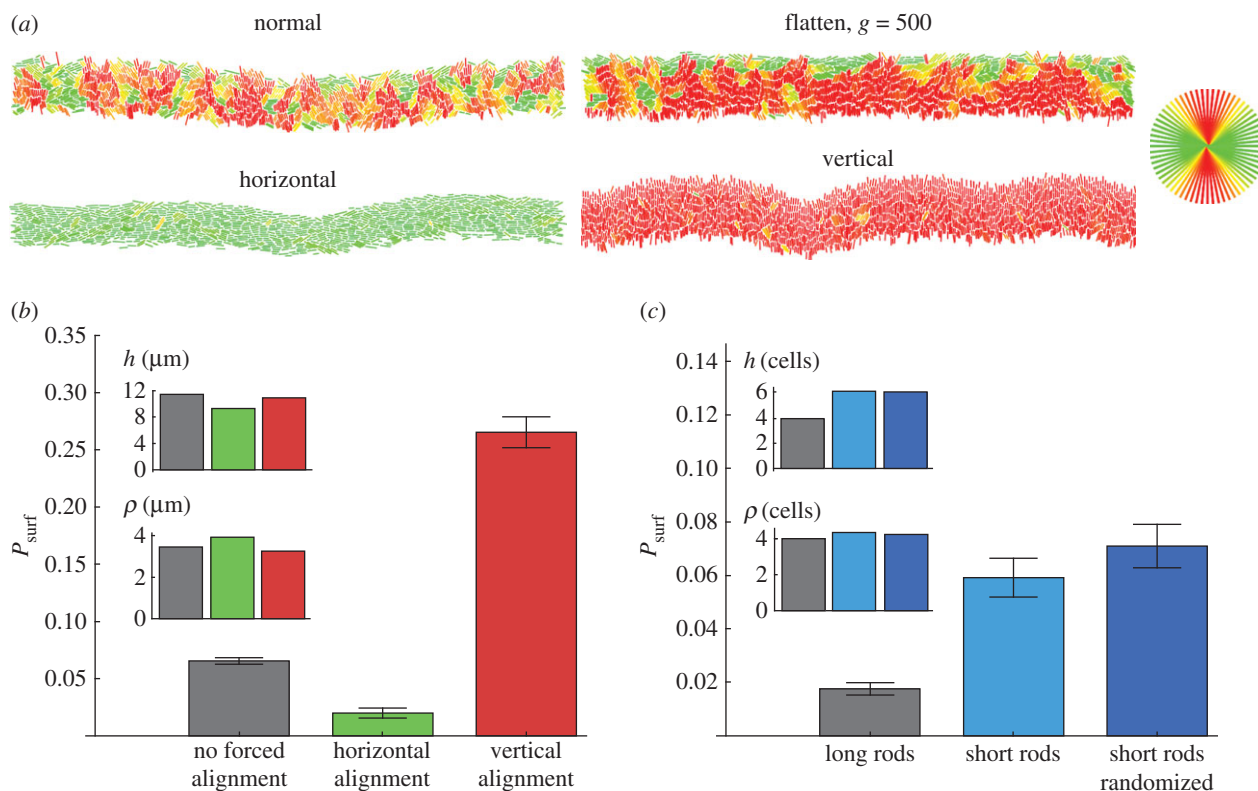 (a)
normal
flatten, g = 500
horizontal
vertical
(b)
0.35
0.30
0.25
0.20
0.15
0.10
0.05
P_surf
h (μm)
12
8
4
0
ρ (μm)
4
2
0
no forced
alignment
horizontal
alignment
vertical
alignment
(c)
0.14
0.12
0.10
0.08
0.06
0.04
0.02
P_surf
h (cells)
6
4
2
0
ρ (cells)
4
2
0
long rods
short rods
short rods
randomized